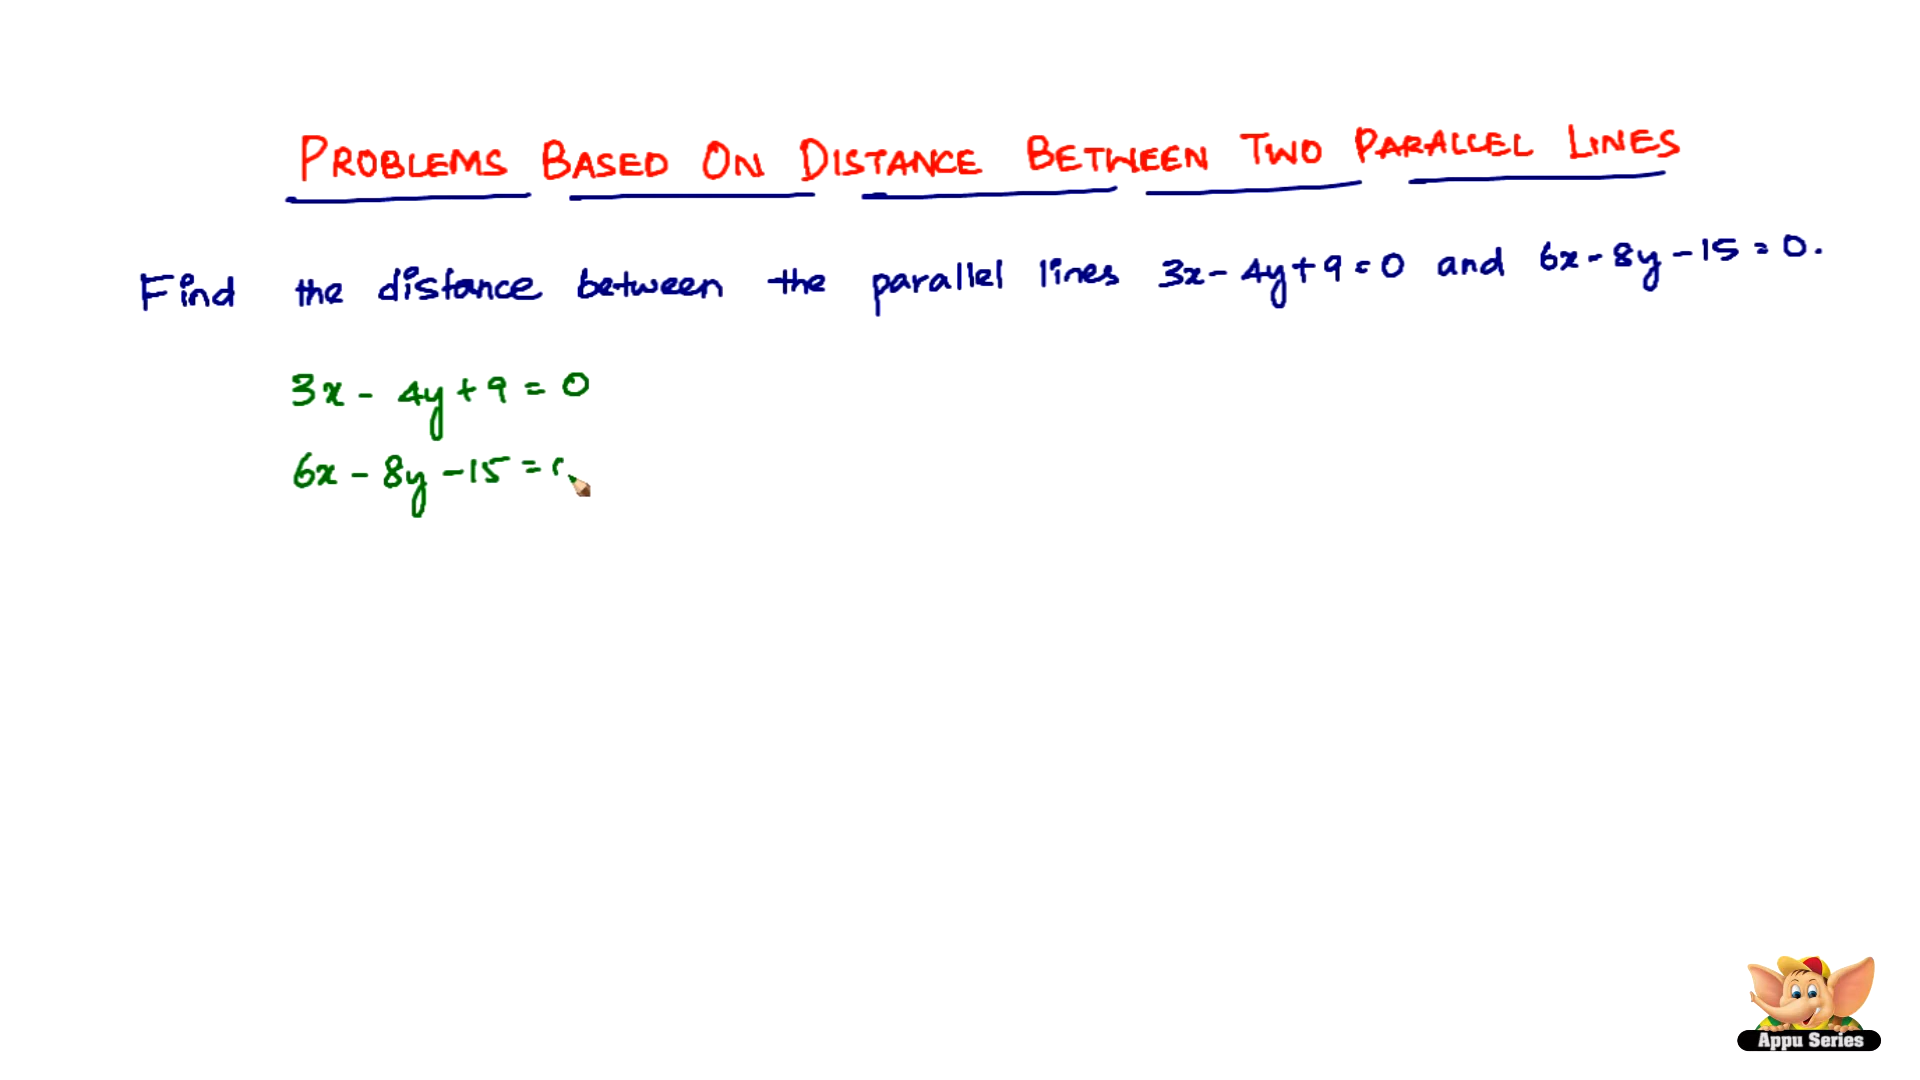 PROBLEMS BASED ON DISTANCE BETWEEN TWO PARALLEL LINES
Find the distance between the parallel lines 3x - 4y + 9 = 0 and 6x - 8y - 15 = 0.
3x - 4y + 9 = 0
6x - 8y - 15 =
Appu Series